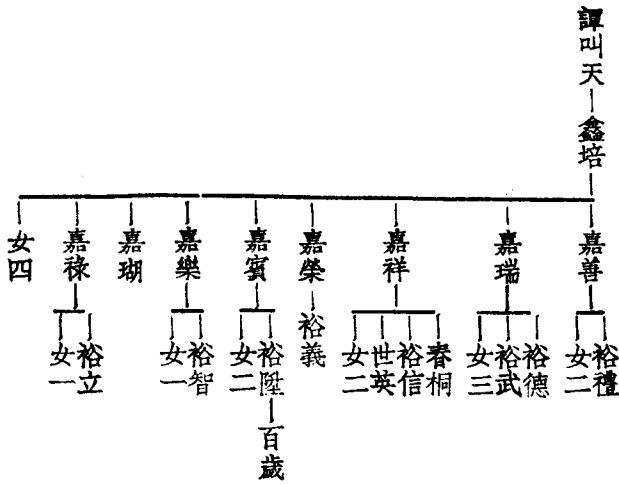 譚叫天
鑫培
嘉善
裕禮
女二
嘉瑞
裕德
裕武
女三
嘉祥
春桐
裕信
世英
女二
嘉榮
裕義
嘉賓
裕陞
百歲
女二
嘉樂
裕智
女一
嘉瑚
嘉祿
裕立
女一
女四